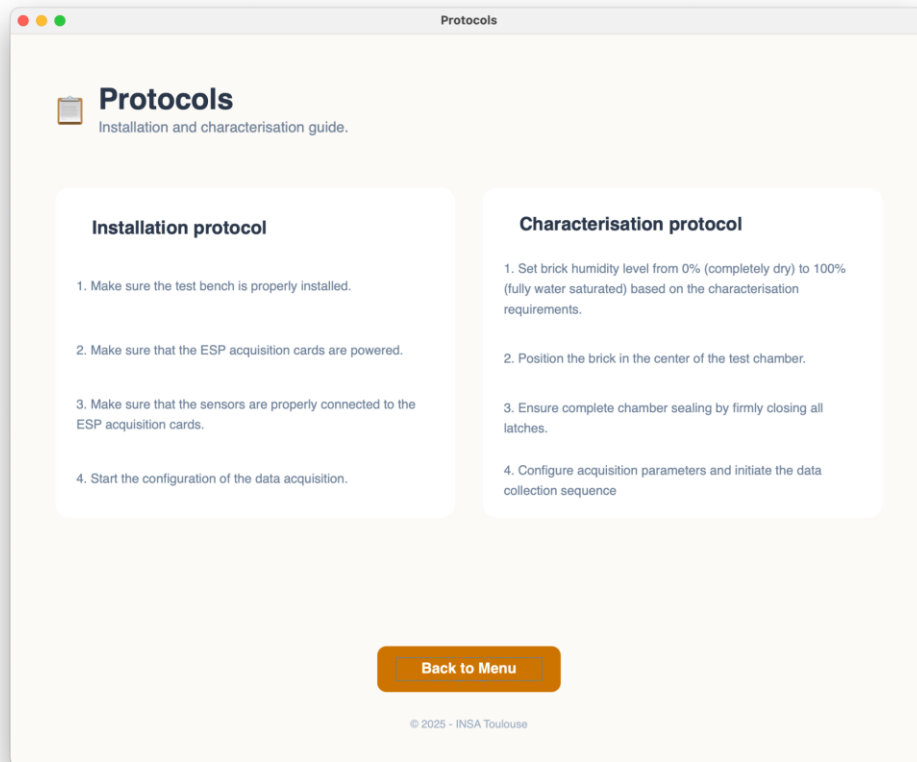 Protocols
Protocols
Installation and characterisation guide.
Installation protocol
1. Make sure the test bench is properly installed.
2. Make sure that the ESP acquisition cards are powered.
3. Make sure that the sensors are properly connected to the
ESP acquisition cards.
4. Start the configuration of the data acquisition.
Characterisation protocol
1. Set brick humidity level from 0% (completely dry) to 100%
(fully water saturated) based on the characterisation
requirements.
2. Position the brick in the center of the test chamber.
3. Ensure complete chamber sealing by firmly closing all
latches.
4. Configure acquisition parameters and initiate the data
collection sequence
Back to Menu
© 2025 - INSA Toulouse